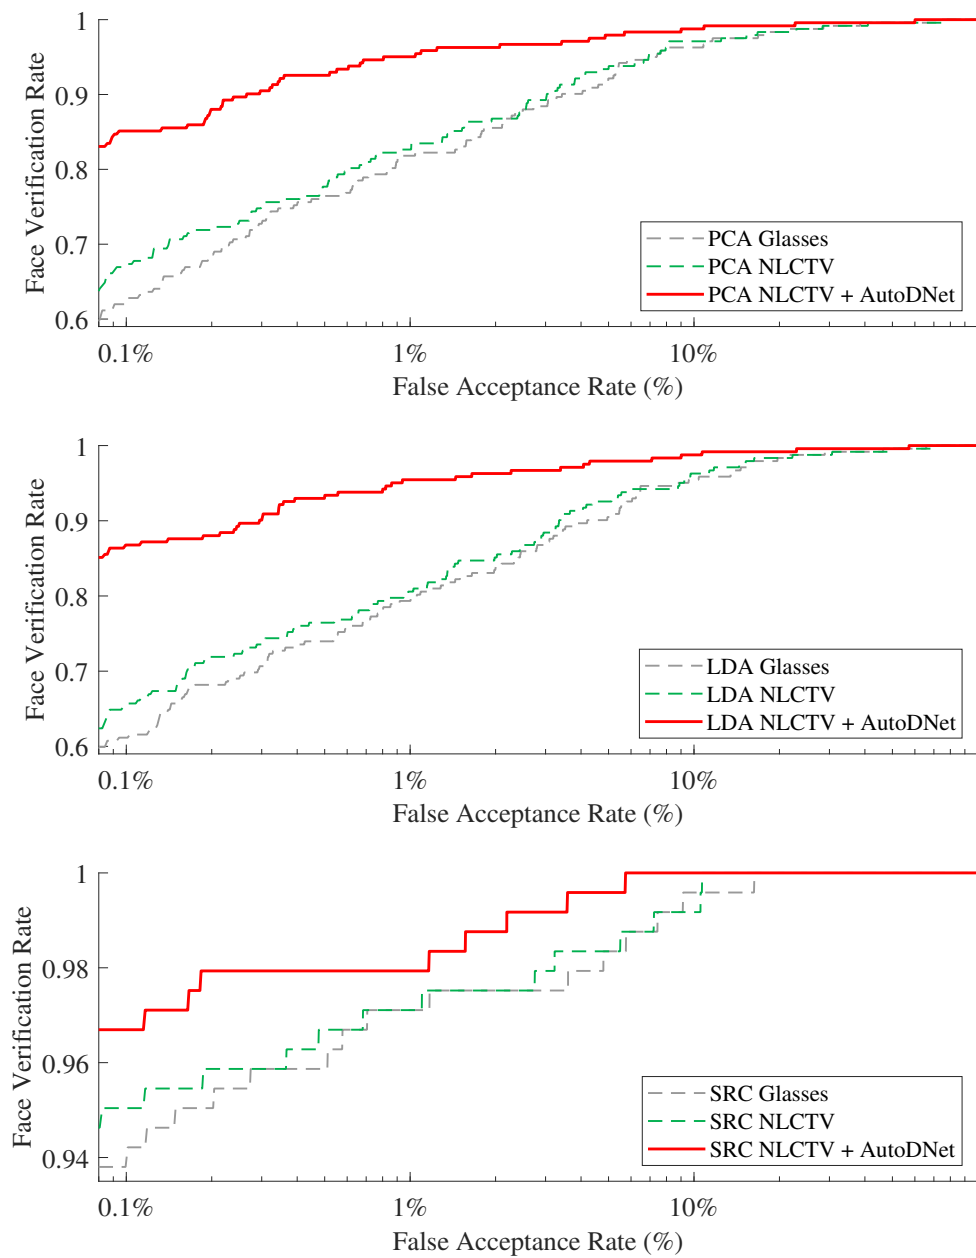 1
0.9
0.8
0.7
0.6
Face Verification Rate
PCA Glasses
PCA NLCTV
PCA NLCTV + AutoDNet
0.1%
1%
10%
False Acceptance Rate (%)
1
0.9
0.8
0.7
0.6
Face Verification Rate
LDA Glasses
LDA NLCTV
LDA NLCTV + AutoDNet
0.1%
1%
10%
False Acceptance Rate (%)
1
0.98
0.96
0.94
Face Verification Rate
SRC Glasses
SRC NLCTV
SRC NLCTV + AutoDNet
0.1%
1%
10%
False Acceptance Rate (%)